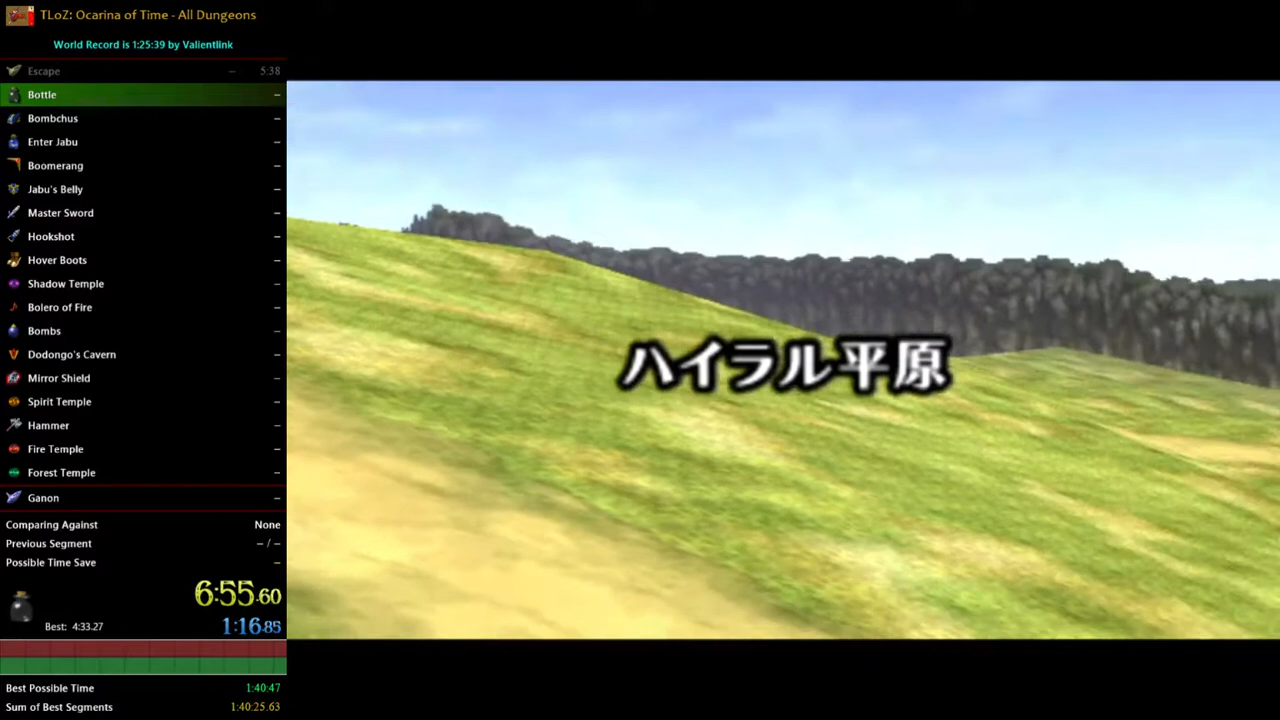 TLoZ: Ocarina of Time - All Dungeons
World Record is 1:25:39 by Valientlink
Escape – 5:38
Bottle –
Bombchus –
Enter Jabu –
Boomerang –
Jabu's Belly –
Master Sword –
Hookshot –
Hover Boots –
Shadow Temple –
Bolero of Fire –
Bombs –
Dodongo's Cavern –
Mirror Shield –
Spirit Temple –
Hammer –
Fire Temple –
Forest Temple –
Ganon –
Comparing Against None
Previous Segment – / –
Possible Time Save –
6:55.60
Best: 4:33.27 1:16.85
Best Possible Time 1:40:47
Sum of Best Segments 1:40:25.63
ハイラル平原